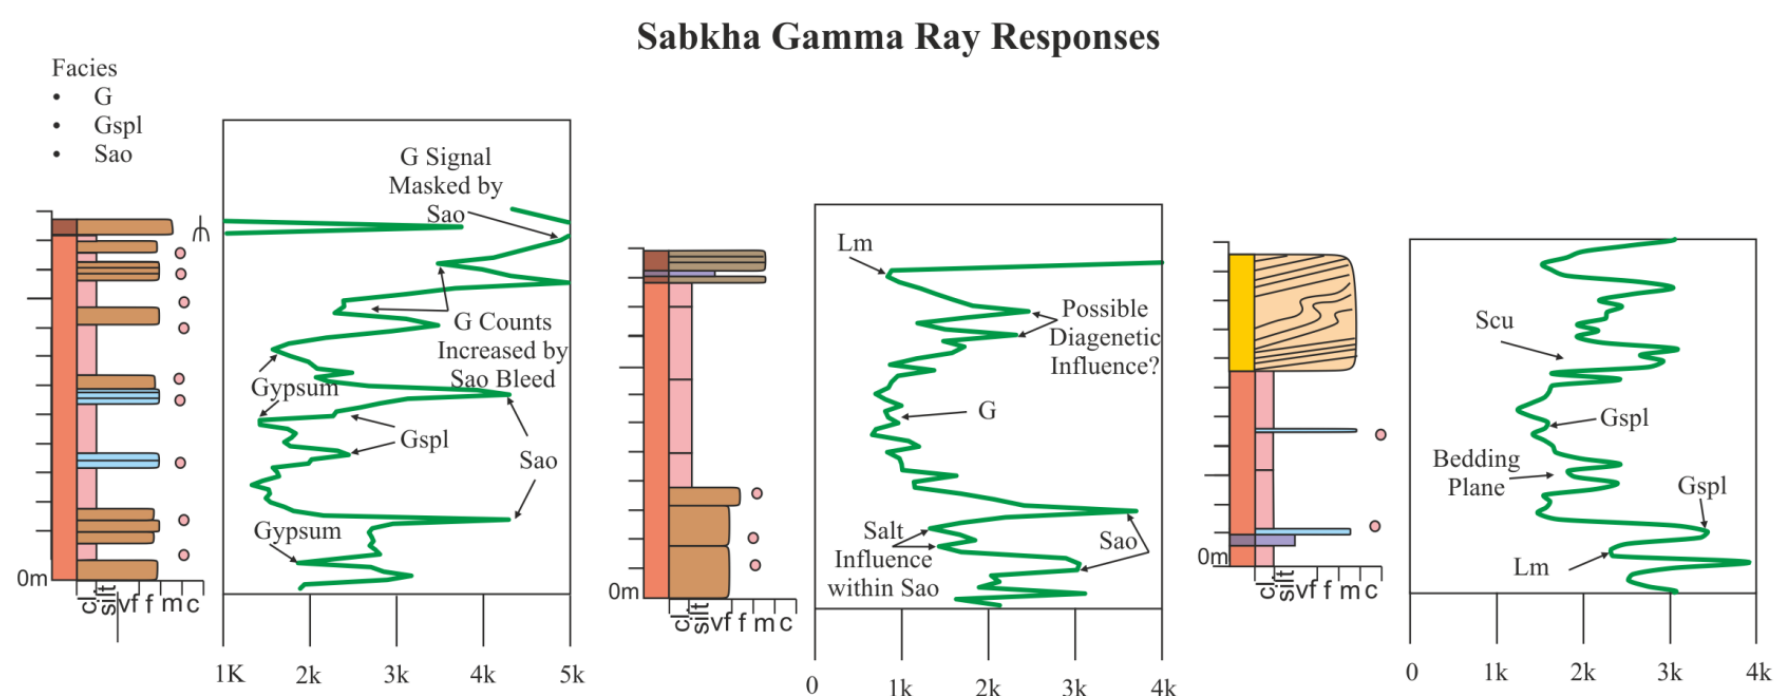 Sabkha Gamma Ray Responses
Facies
• G
• Gspl
• Sao
G Signal
Masked by
Sao
G Counts
Increased by
Sao Bleed
Gypsum
Gspl
Sao
Gypsum
0m
cl
silt
vf f m c
1K 2k 3k 4k 5k
Lm
Possible
Diagenetic
Influence?
G
Salt
Influence
within Sao
Sao
0m
cl
silt
vf f m c
0 1k 2k 3k 4k
Scu
Gspl
Bedding
Plane
Gspl
Lm
0m
cl
silt
vf f m c
0 1k 2k 3k 4k